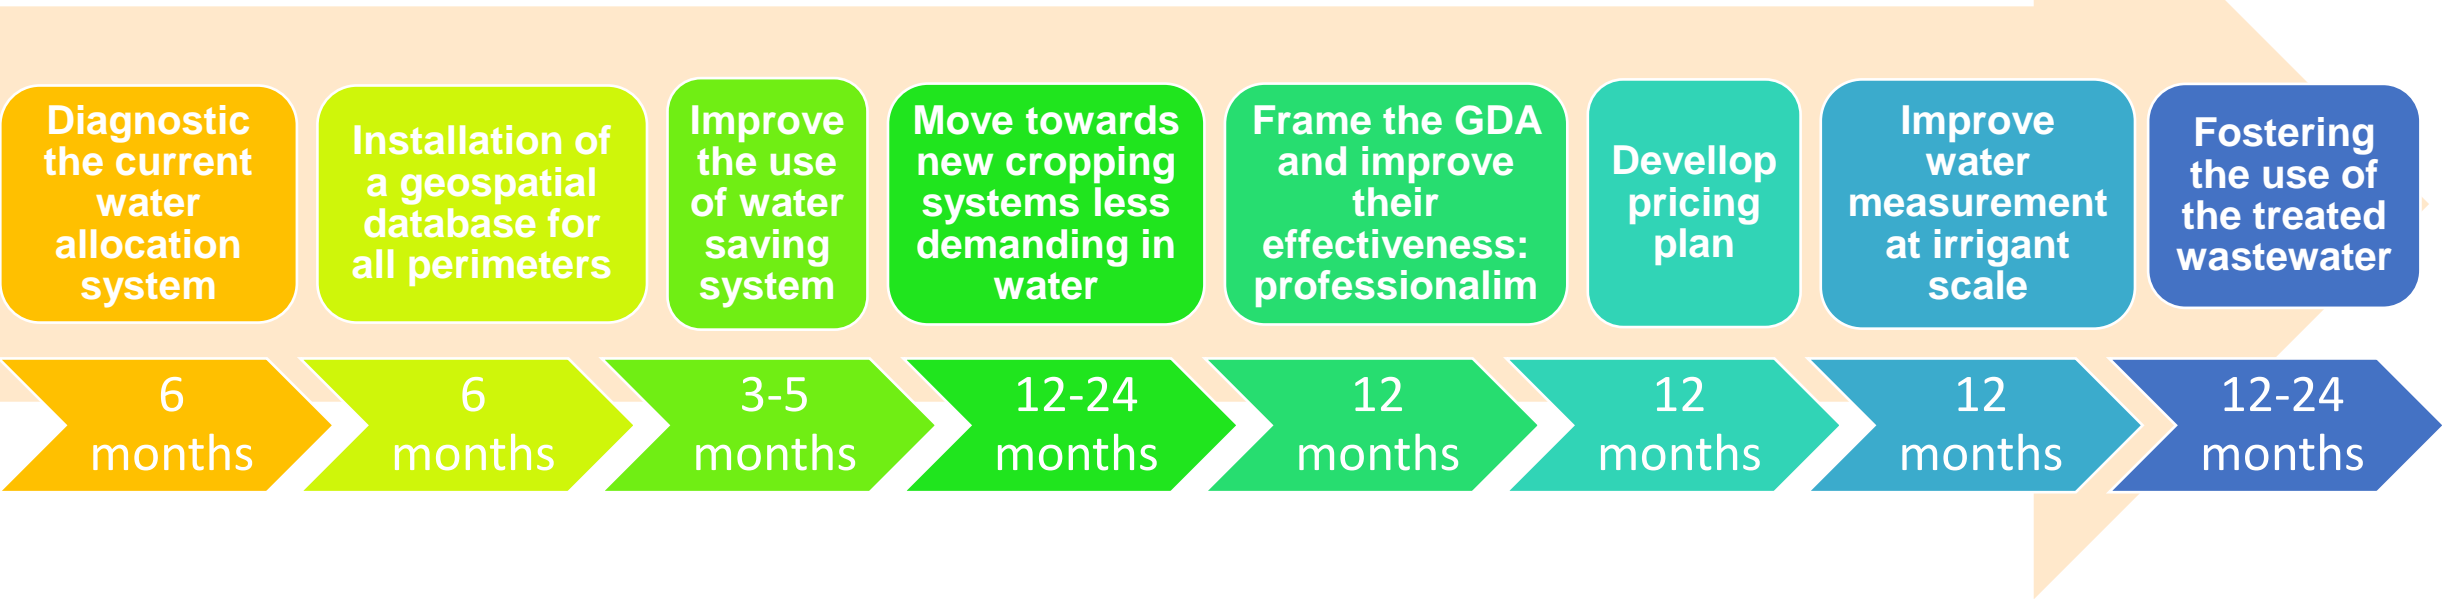 Diagnostic
the current
water
allocation
system
Installation of
a geospatial
database for
all perimeters
Improve
the use
of water
saving
system
Move towards
new cropping
systems less
demanding in
water
Frame the GDA
and improve
their
effectiveness:
professionalim
Devellop
pricing
plan
Improve
water
measurement
at irrigant
scale
Fostering
the use of
the treated
wastewater
6
months
6
months
3-5
months
12-24
months
12
months
12
months
12
months
12-24
months